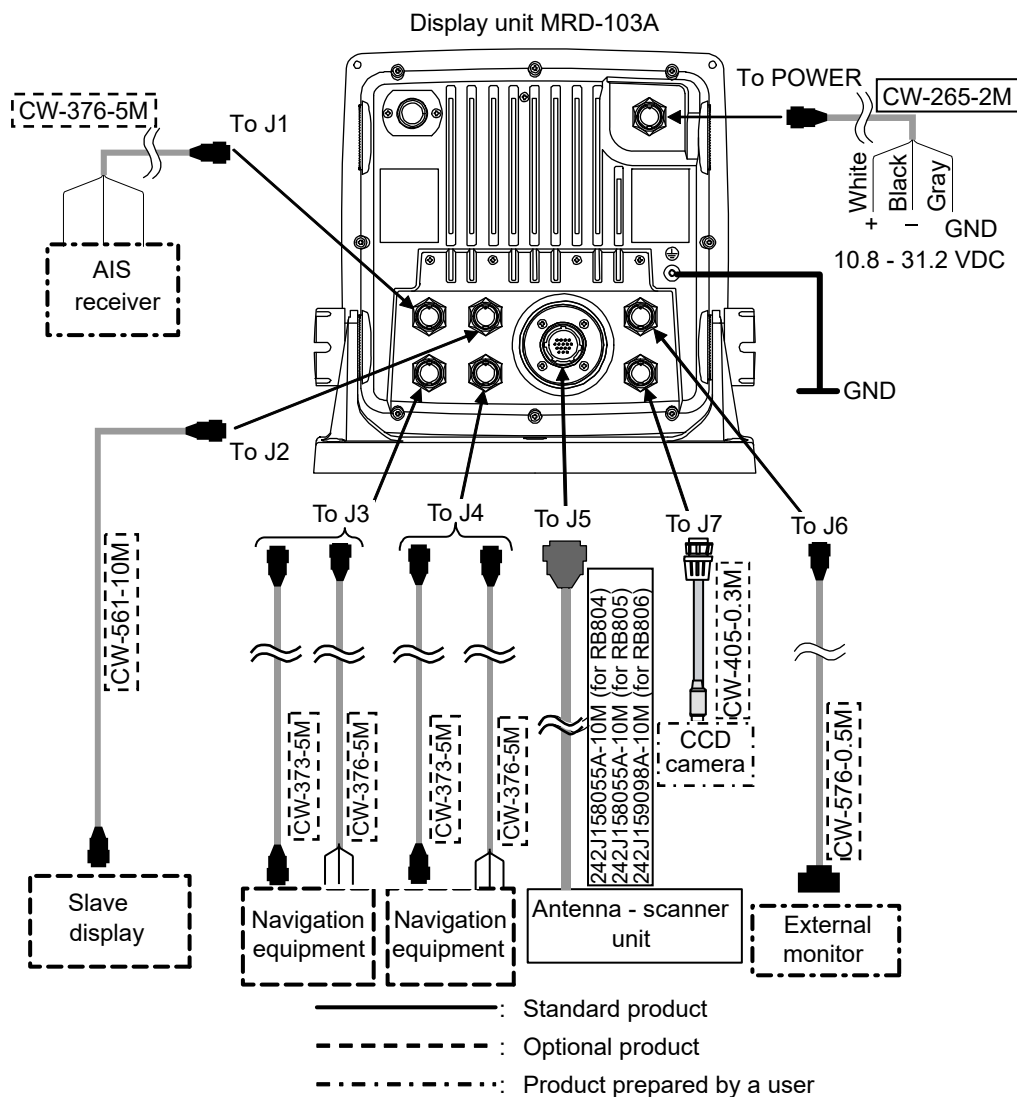 Display unit MRD-103A
To POWER
CW-265-2M
CW-376-5M
To J1
White
Black
Gray
+
–
GND
10.8 - 31.2 VDC
AIS
receiver
GND
To J2
To J3
To J4
To J5
To J7
To J6
CW-561-10M
CW-373-5M
CW-376-5M
CW-373-5M
CW-376-5M
242J158055A-10M (for RB804)
242J158055A-10M (for RB805)
242J159098A-10M (for RB806)
CW-405-0.3M
CW-576-0.5M
CCD
camera
Slave
display
Navigation
equipment
Navigation
equipment
Antenna - scanner
unit
External
monitor
: Standard product
: Optional product
: Product prepared by a user